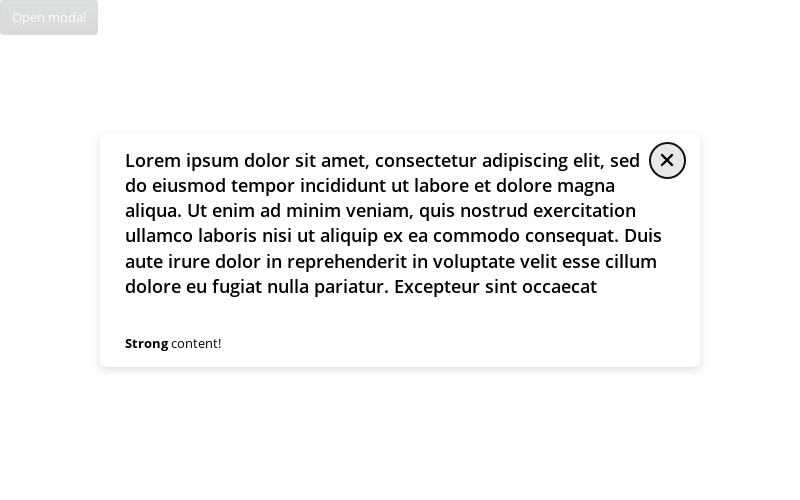 Open modal
Lorem ipsum dolor sit amet, consectetur adipiscing elit, sed
do eiusmod tempor incididunt ut labore et dolore magna
aliqua. Ut enim ad minim veniam, quis nostrud exercitation
ullamco laboris nisi ut aliquip ex ea commodo consequat. Duis
aute irure dolor in reprehenderit in voluptate velit esse cillum
dolore eu fugiat nulla pariatur. Excepteur sint occaecat
Strong content!